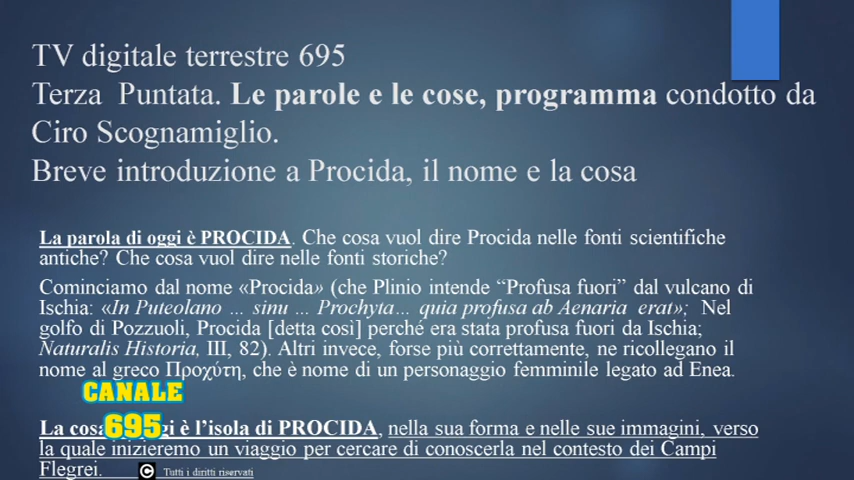 TV digitale terrestre 695
Terza Puntata. Le parole e le cose, programma condotto da
Ciro Scognamiglio.
Breve introduzione a Procida, il nome e la cosa
La parola di oggi è PROCIDA. Che cosa vuol dire Procida nelle fonti scientifiche
antiche? Che cosa vuol dire nelle fonti storiche?
Cominciamo dal nome «Procida» (che Plinio intende “Profusa fuori” dal vulcano di
Ischia: «In Puteolano … sinu … Prochyta… quia profusa ab Aenaria erat»; Nel
golfo di Pozzuoli, Procida [detta così] perché era stata profusa fuori da Ischia;
Naturalis Historia, III, 82). Altri invece, forse più correttamente, ne ricollegano il
nome al greco Προχύτη, che è nome di un personaggio femminile legato ad Enea.
CANALE
695
La cosa gi è l’isola di PROCIDA, nella sua forma e nelle sue immagini, verso
la quale inizieremo un viaggio per cercare di conoscerla nel contesto dei Campi
Flegrei.
© Tutti i diritti riservati